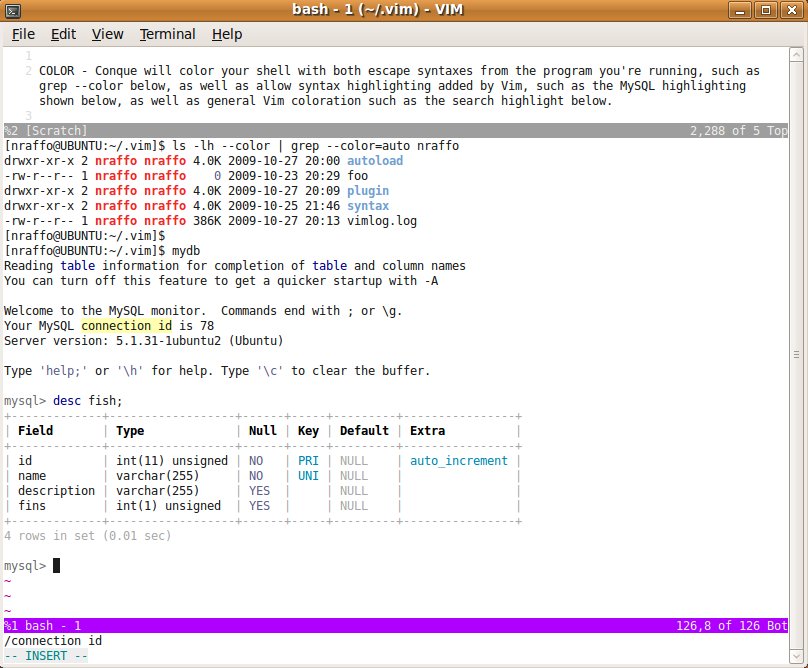 bash - 1 (~/.vim) - VIM
File Edit View Terminal Help
1
2 COLOR - Conque will color your shell with both escape syntaxes from the program you're running, such as
grep --color below, as well as allow syntax highlighting added by Vim, such as the MySQL highlighting
shown below, as well as general Vim coloration such as the search highlight below.
3
%2 [Scratch] 2,288 of 5 Top
[nraffo@UBUNTU:~/.vim]$ ls -lh --color | grep --color=auto nraffo
drwxr-xr-x 2 nraffo nraffo 4.0K 2009-10-27 20:00 autoload
-rw-r--r-- 1 nraffo nraffo    0 2009-10-23 20:29 foo
drwxr-xr-x 2 nraffo nraffo 4.0K 2009-10-27 20:09 plugin
drwxr-xr-x 2 nraffo nraffo 4.0K 2009-10-25 21:46 syntax
-rw-r--r-- 1 nraffo nraffo 386K 2009-10-27 20:13 vimlog.log
[nraffo@UBUNTU:~/.vim]$
[nraffo@UBUNTU:~/.vim]$ mydb
Reading table information for completion of table and column names
You can turn off this feature to get a quicker startup with -A
Welcome to the MySQL monitor.  Commands end with ; or \g.
Your MySQL connection id is 78
Server version: 5.1.31-1ubuntu2 (Ubuntu)
Type 'help;' or '\h' for help. Type '\c' to clear the buffer.
mysql> desc fish;
+-------------+------------------+------+-----+---------+----------------+
| Field       | Type             | Null | Key | Default | Extra          |
+-------------+------------------+------+-----+---------+----------------+
| id          | int(11) unsigned | NO   | PRI | NULL    | auto_increment |
| name        | varchar(255)     | NO   | UNI | NULL    |                |
| description | varchar(255)     | YES  |     | NULL    |                |
| fins        | int(1) unsigned  | YES  |     | NULL    |                |
+-------------+------------------+------+-----+---------+----------------+
4 rows in set (0.01 sec)
mysql>
~
~
~
%1 bash - 1 126,8 of 126 Bot
/connection id
-- INSERT --